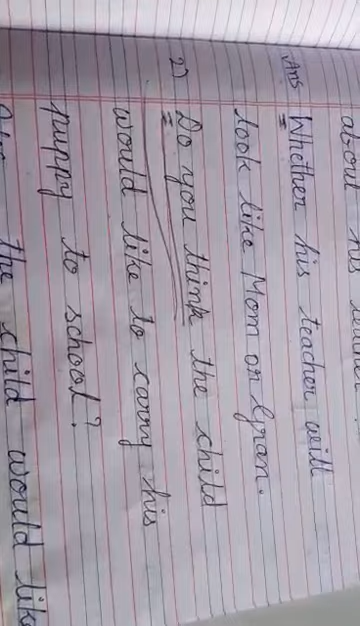 about his
Ans Whether his teacher will
look like Mom or Gran.
2) Do you think the child
would like to carry his
puppy to school?
the child would like